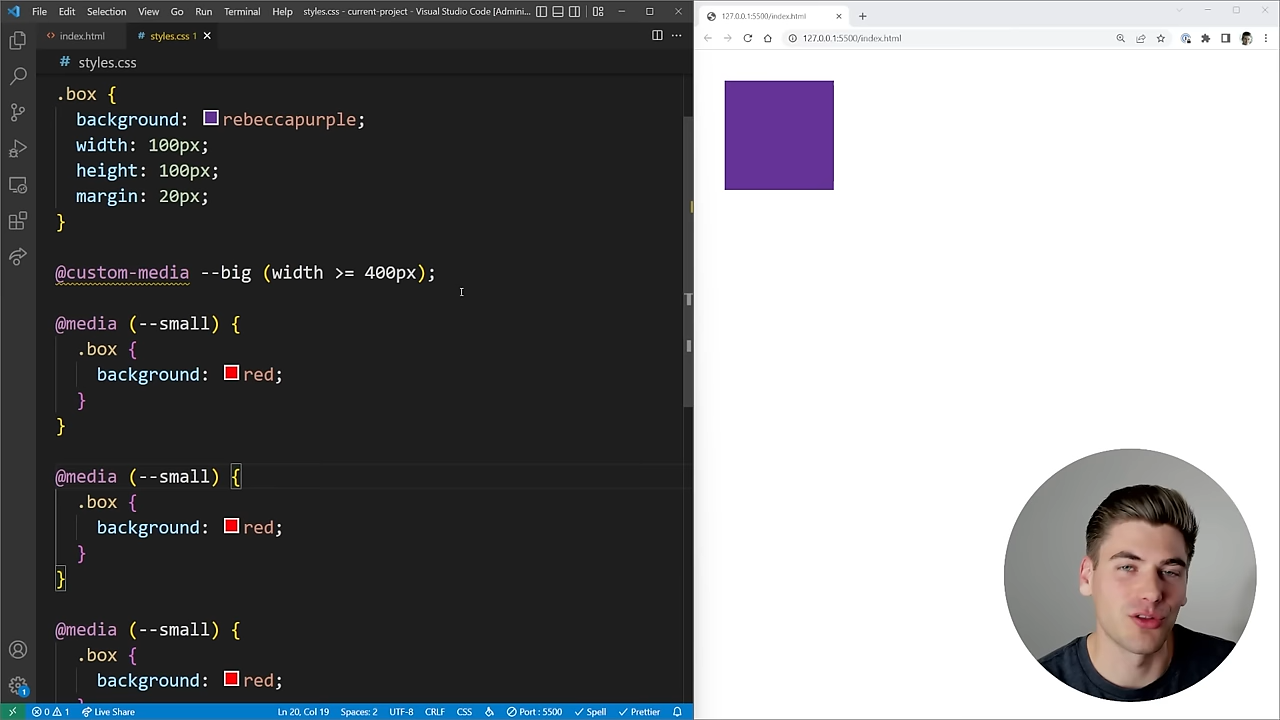 File Edit Selection View Go Run Terminal Help styles.css - current-project - Visual Studio Code [Admini...
index.html
styles.css 1
styles.css
.box {
background: rebeccapurple;
width: 100px;
height: 100px;
margin: 20px;
}
@custom-media --big (width >= 400px);
@media (--small) {
.box {
background: red;
}
}
@media (--small) {
.box {
background: red;
}
}
@media (--small) {
.box {
background: red;
1
0 1 Live Share Ln 20, Col 19 Spaces: 2 UTF-8 CRLF CSS Port : 5500 Spell Prettier
127.0.0.1:5500/index.html
127.0.0.1:5500/index.html